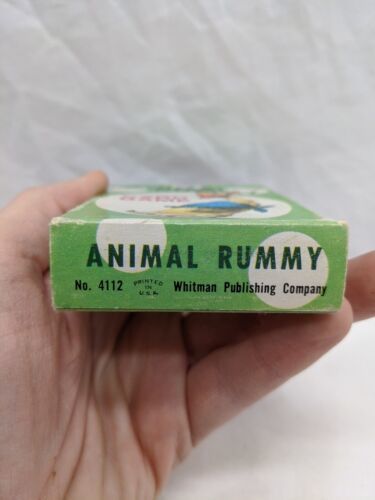 ANIMAL RUMMY
No. 4112 PRINTED IN U.S.A. Whitman Publishing Company